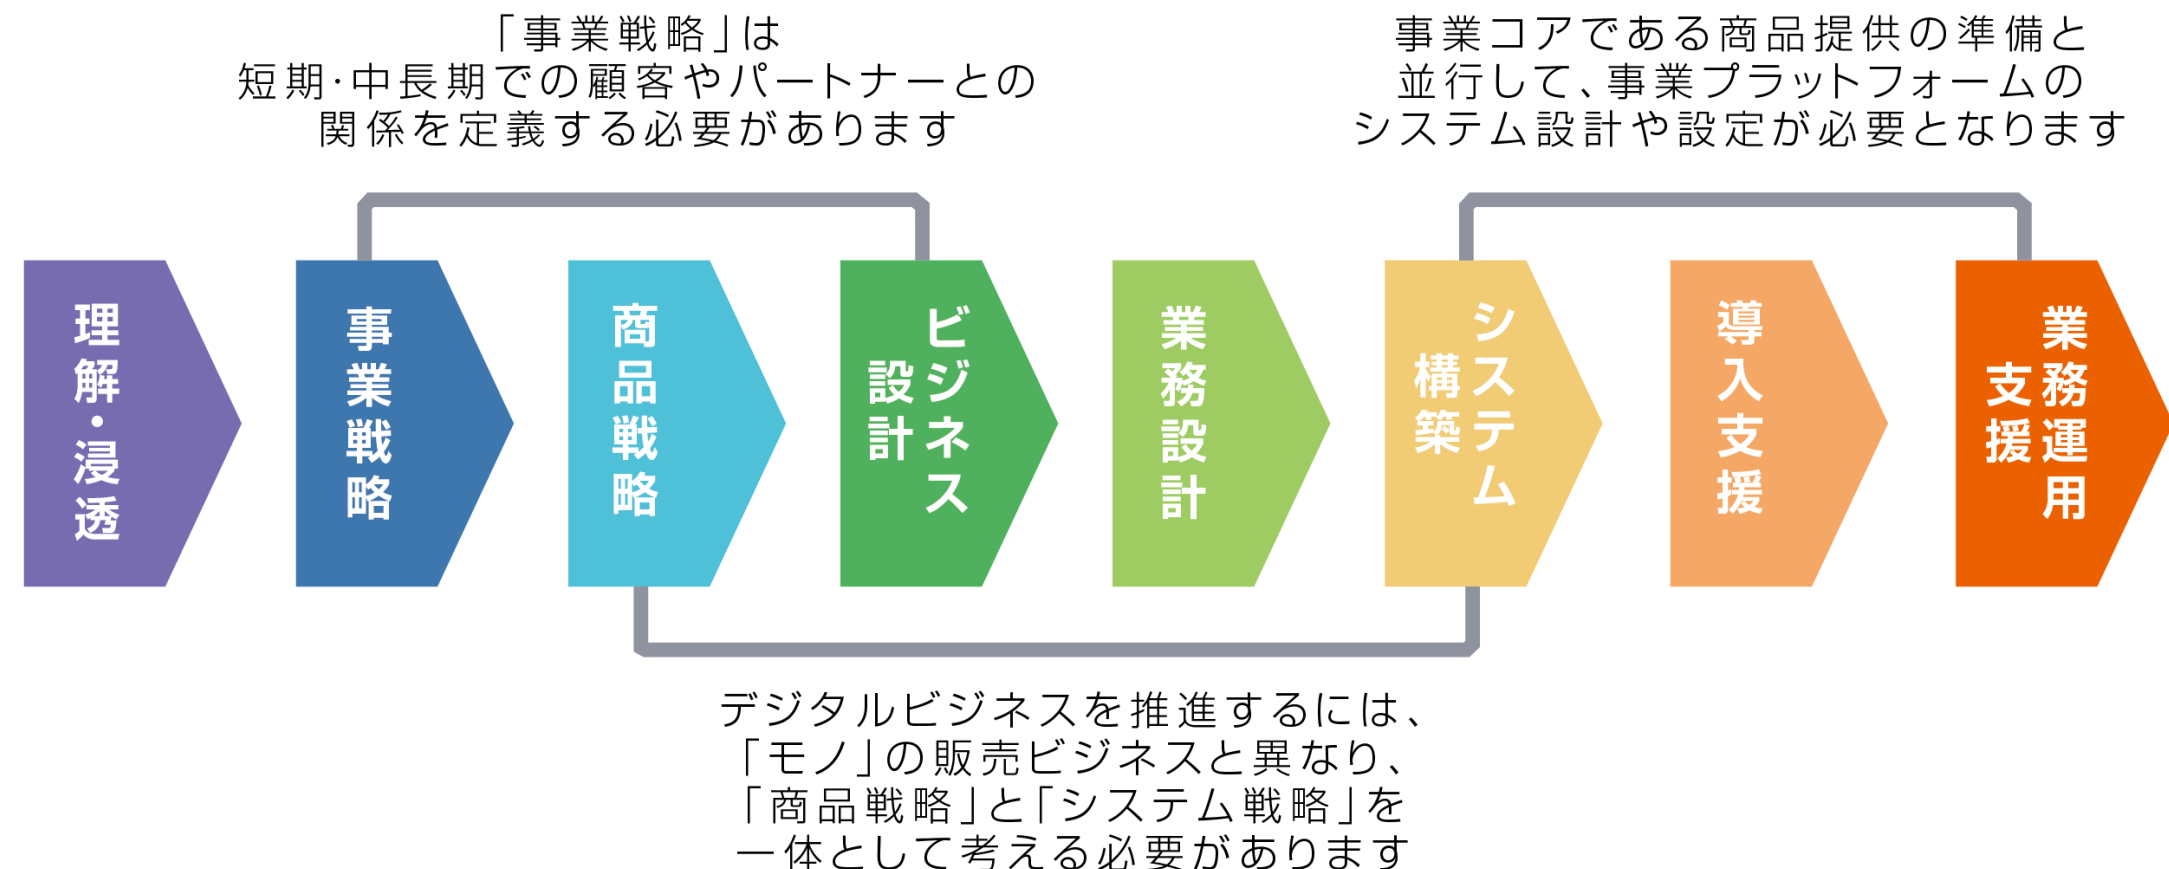 「事業戦略」は
短期･中長期での顧客やパートナーとの
関係を定義する必要があります
事業コアである商品提供の準備と
並行して、事業プラットフォームの
システム設計や設定が必要となります
理解・浸透
事業戦略
商品戦略
ビジネス
設計
業務設計
システム
構築
導入支援
業務運用
支援
デジタルビジネスを推進するには、
「モノ」の販売ビジネスと異なり、
「商品戦略」と「システム戦略」を
一体として考える必要があります